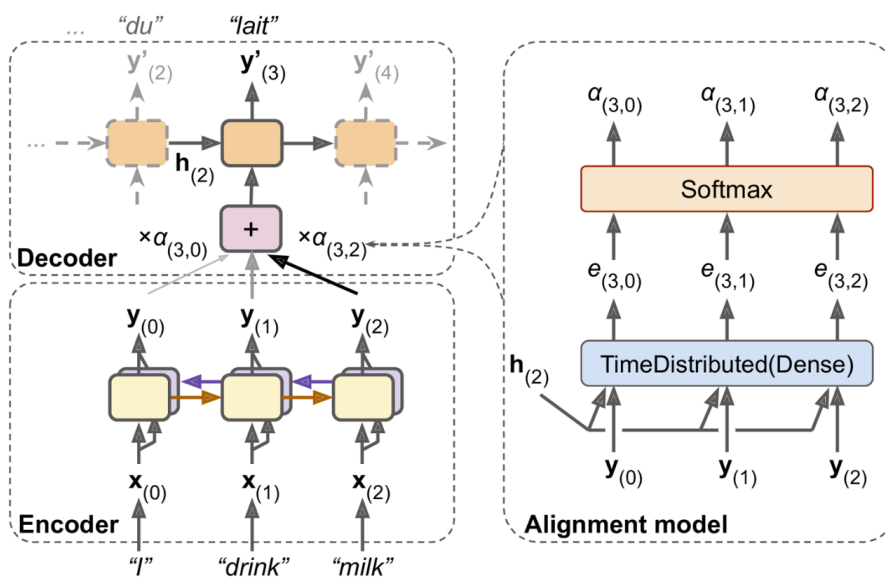 ... "du" "lait"
y'(2) y'(3) y'(4)
...
h(2)
+
Decoder ×α(3,0) ×α(3,2)
y(0) y(1) y(2)
x(0) x(1) x(2)
Encoder
"I" "drink" "milk"
α(3,0) α(3,1) α(3,2)
Softmax
e(3,0) e(3,1) e(3,2)
TimeDistributed(Dense)
h(2)
y(0) y(1) y(2)
Alignment model